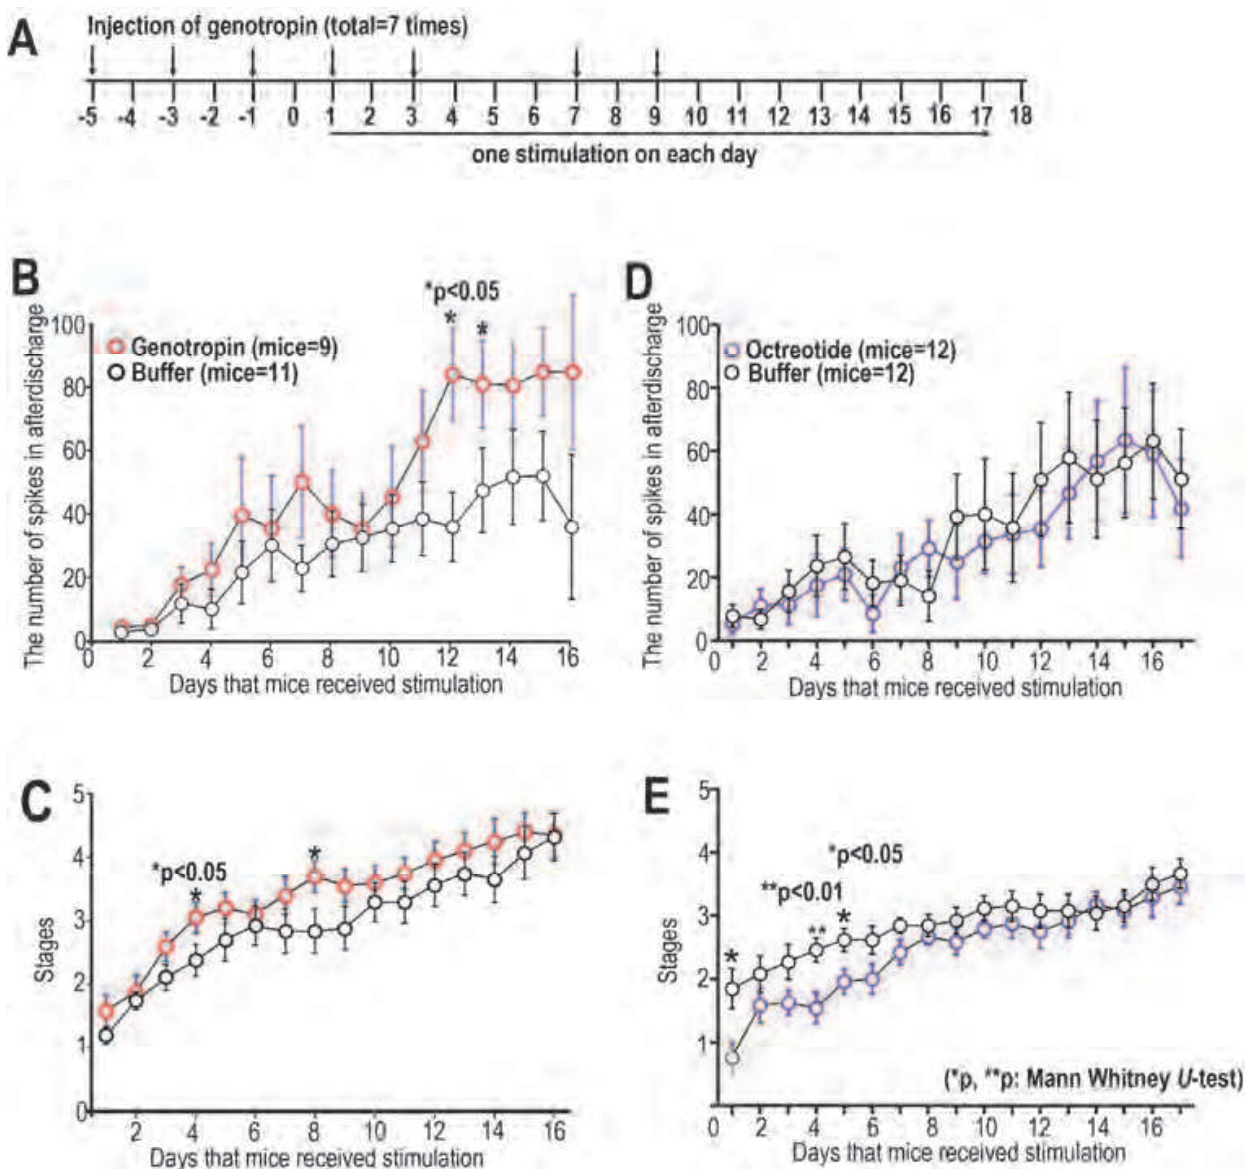 A
Injection of genotropin (total=7 times)
-5 -4 -3 -2 -1 0 1 2 3 4 5 6 7 8 9 10 11 12 13 14 15 16 17 18
one stimulation on each day
B
*p<0.05
* *
The number of spikes in afterdischarge
100
80
60
40
20
0
Genotropin (mice=9)
Buffer (mice=11)
0 2 4 6 8 10 12 14 16
Days that mice received stimulation
D
The number of spikes in afterdischarge
100
80
60
40
20
0
Octreotide (mice=12)
Buffer (mice=12)
0 2 4 6 8 10 12 14 16
Days that mice received stimulation
C
Stages
5
4
3
2
1
0
*p<0.05
* *
2 4 6 8 10 12 14 16
Days that mice received stimulation
E
Stages
5
4
3
2
1
*p<0.05
**p<0.01
* ** *
(*p, **p: Mann Whitney U-test)
0 2 4 6 8 10 12 14 16
Days that mice received stimulation